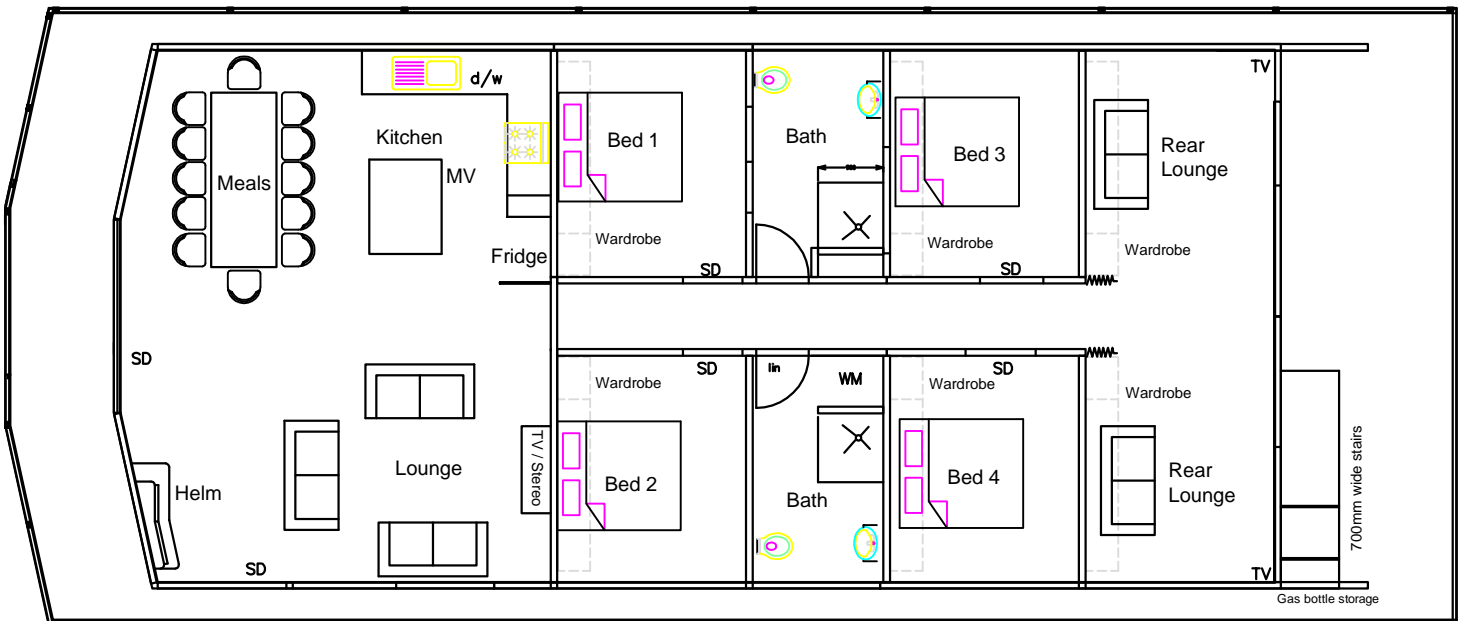 TV
d/w
Kitchen
Bath
Bed 1
Bed 3
Rear
Lounge
Meals
MV
Wardrobe
Wardrobe
Wardrobe
Fridge
SD
SD
SD
SD
lin
WM
SD
Wardrobe
Wardrobe
Wardrobe
Lounge
TV / Stereo
Bed 2
Bath
Bed 4
Rear
Lounge
Helm
700mm wide stairs
SD
TV
Gas bottle storage